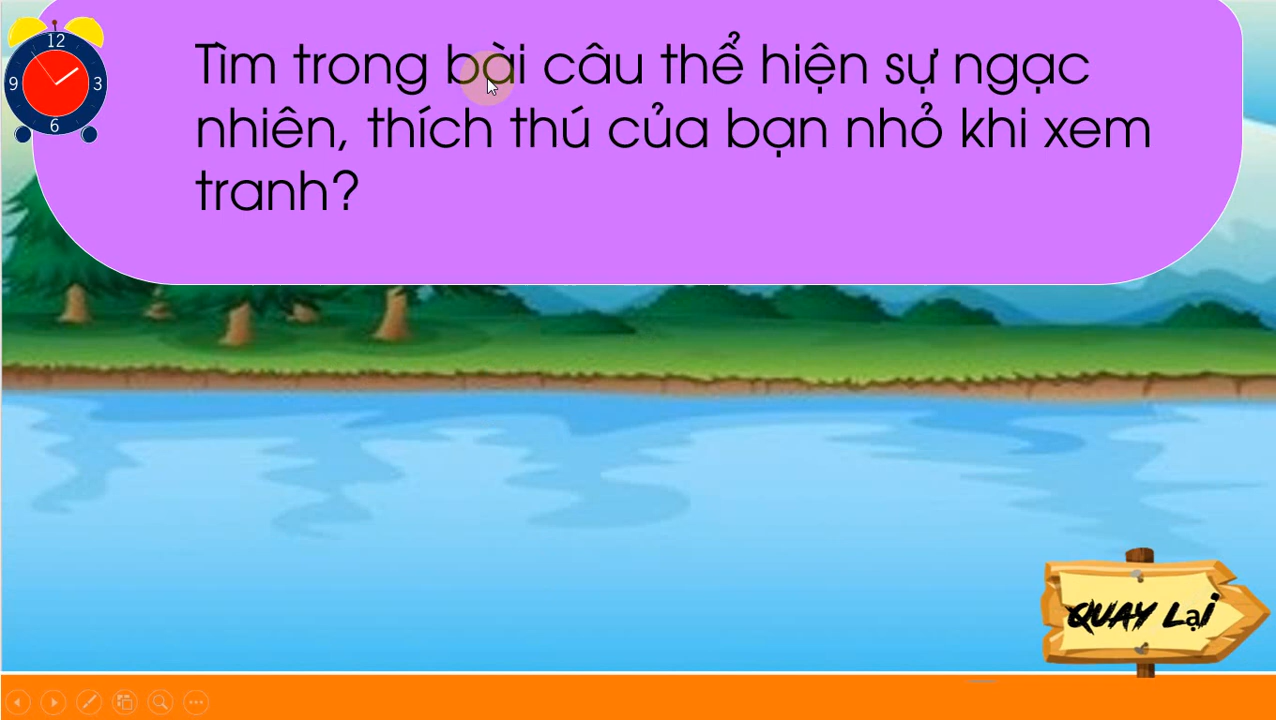 12
9
3
6
Tìm trong bài câu thể hiện sự ngạc
nhiên, thích thú của bạn nhỏ khi xem
tranh?
QUAY Lại